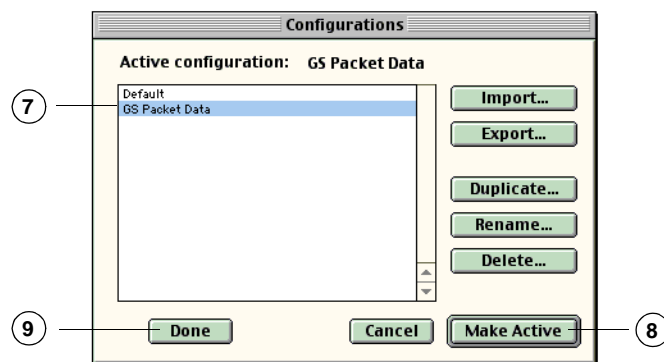 Configurations
Active configuration: GS Packet Data
7
Default
GS Packet Data
Import...
Export...
Duplicate...
Rename...
Delete...
9
Done
Cancel
Make Active
8